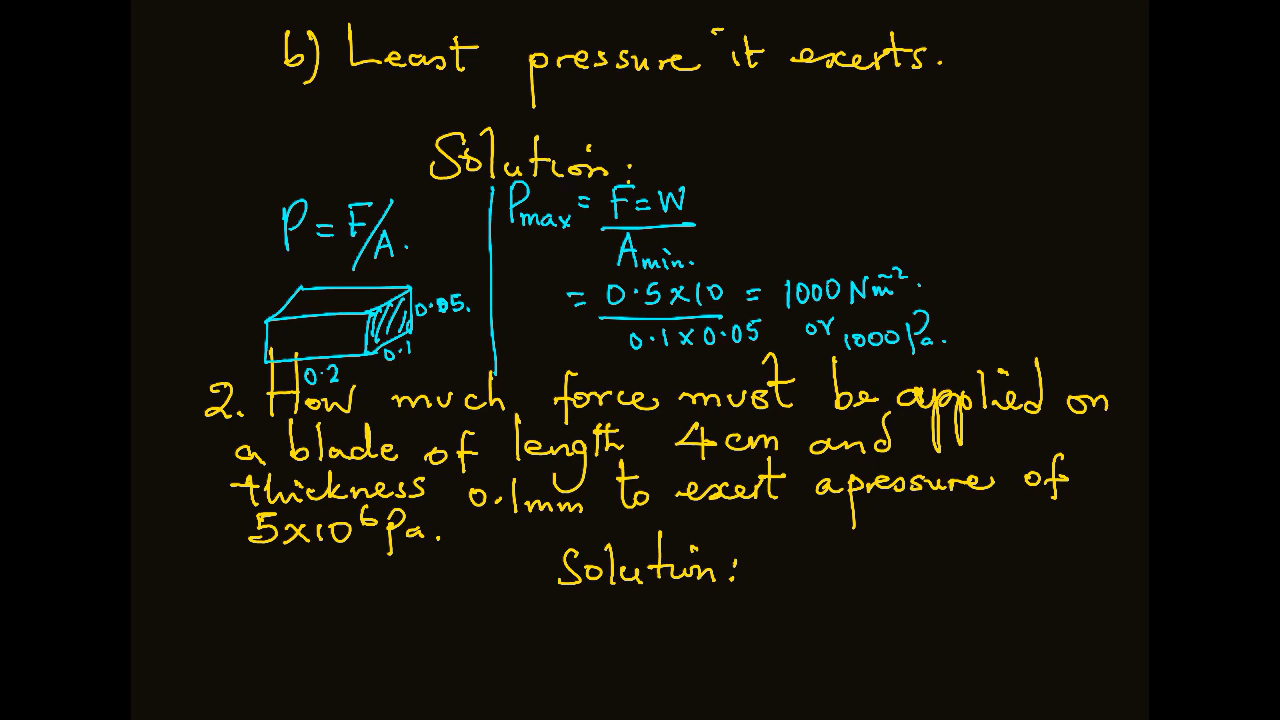 b) Least pressure it exerts.
Solution:
P = F/A.
0.05.
0.1
0.2
Pmax = F=W
Amin.
= 0.5×10 = 1000 Nm⁻².
0.1 × 0.05 or 1000 Pa.
2. How much force must be applied on
a blade of length 4cm and
thickness 0.1mm to exert a pressure of
5×10⁶ Pa.
Solution: